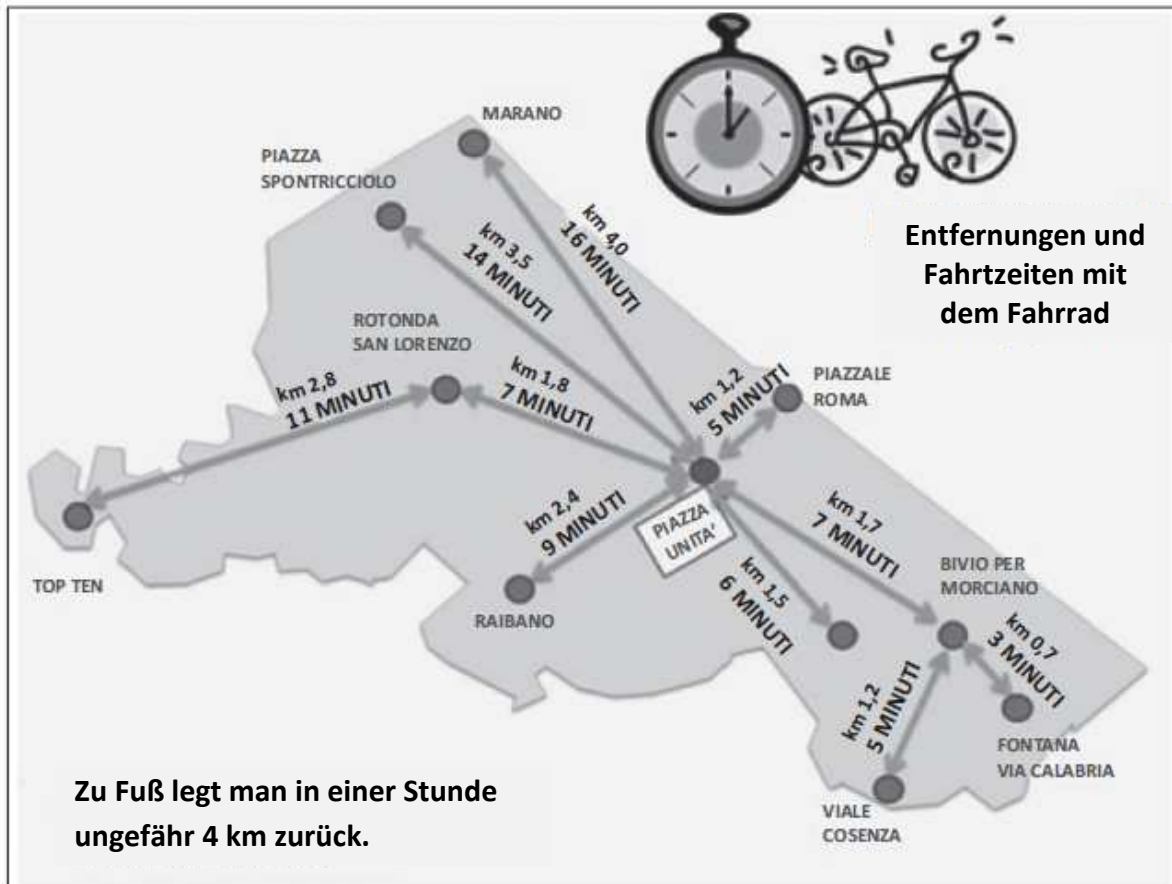 MARANO
PIAZZA
SPONTRICCIOLO
km 4,0
16 MINUTI
km 3,5
14 MINUTI
Entfernungen und
Fahrtzeiten mit
dem Fahrrad
ROTONDA
SAN LORENZO
km 2,8
11 MINUTI
km 1,8
7 MINUTI
km 1,2
5 MINUTI
PIAZZALE
ROMA
km 2,4
9 MINUTI
PIAZZA
UNITA'
km 1,7
7 MINUTI
TOP TEN
RAIBANO
km 1,5
6 MINUTI
BIVIO PER
MORCIANO
km 0,7
3 MINUTI
km 1,2
5 MINUTI
FONTANA
VIA CALABRIA
VIALE
COSENZA
Zu Fuß legt man in einer Stunde
ungefähr 4 km zurück.